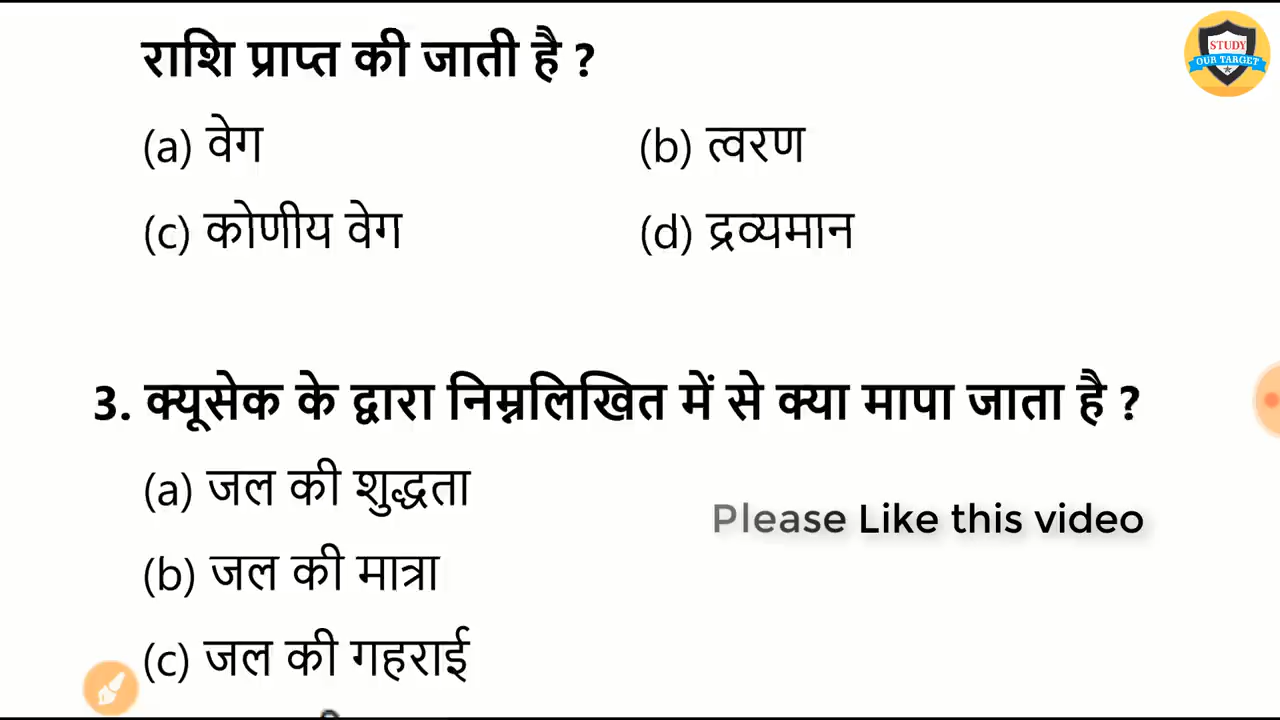 राशि प्राप्त की जाती है ?
STUDY
OUR TARGET
(a) वेग
(b) त्वरण
(c) कोणीय वेग
(d) द्रव्यमान
3. क्यूसेक के द्वारा निम्नलिखित में से क्या मापा जाता है ?
(a) जल की शुद्धता
Please Like this video
(b) जल की मात्रा
(c) जल की गहराई